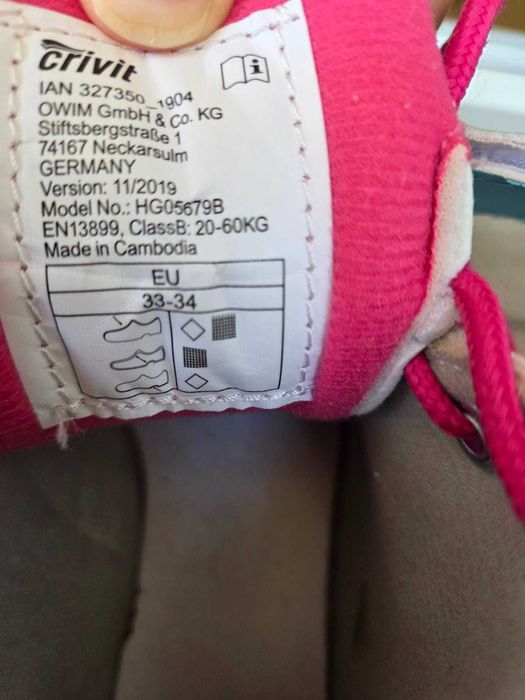 crivit
IAN 327350_1904
OWIM GmbH & Co. KG
Stiftsbergstraße 1
74167 Neckarsulm
GERMANY
Version: 11/2019
Model No.: HG05679B
EN13899, ClassB: 20-60KG
Made in Cambodia
EU
33-34